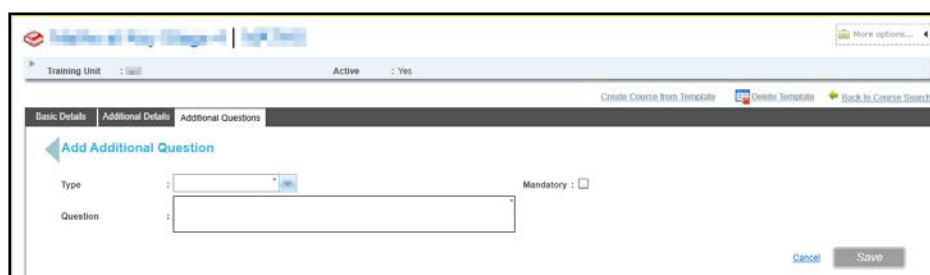 More options...
Training Unit : Active : Yes
Create Course from Template Delete Template Back to Course Search
Basic Details Additional Details Additional Questions
Add Additional Question
Type : * Mandatory :
Question : *
Cancel Save